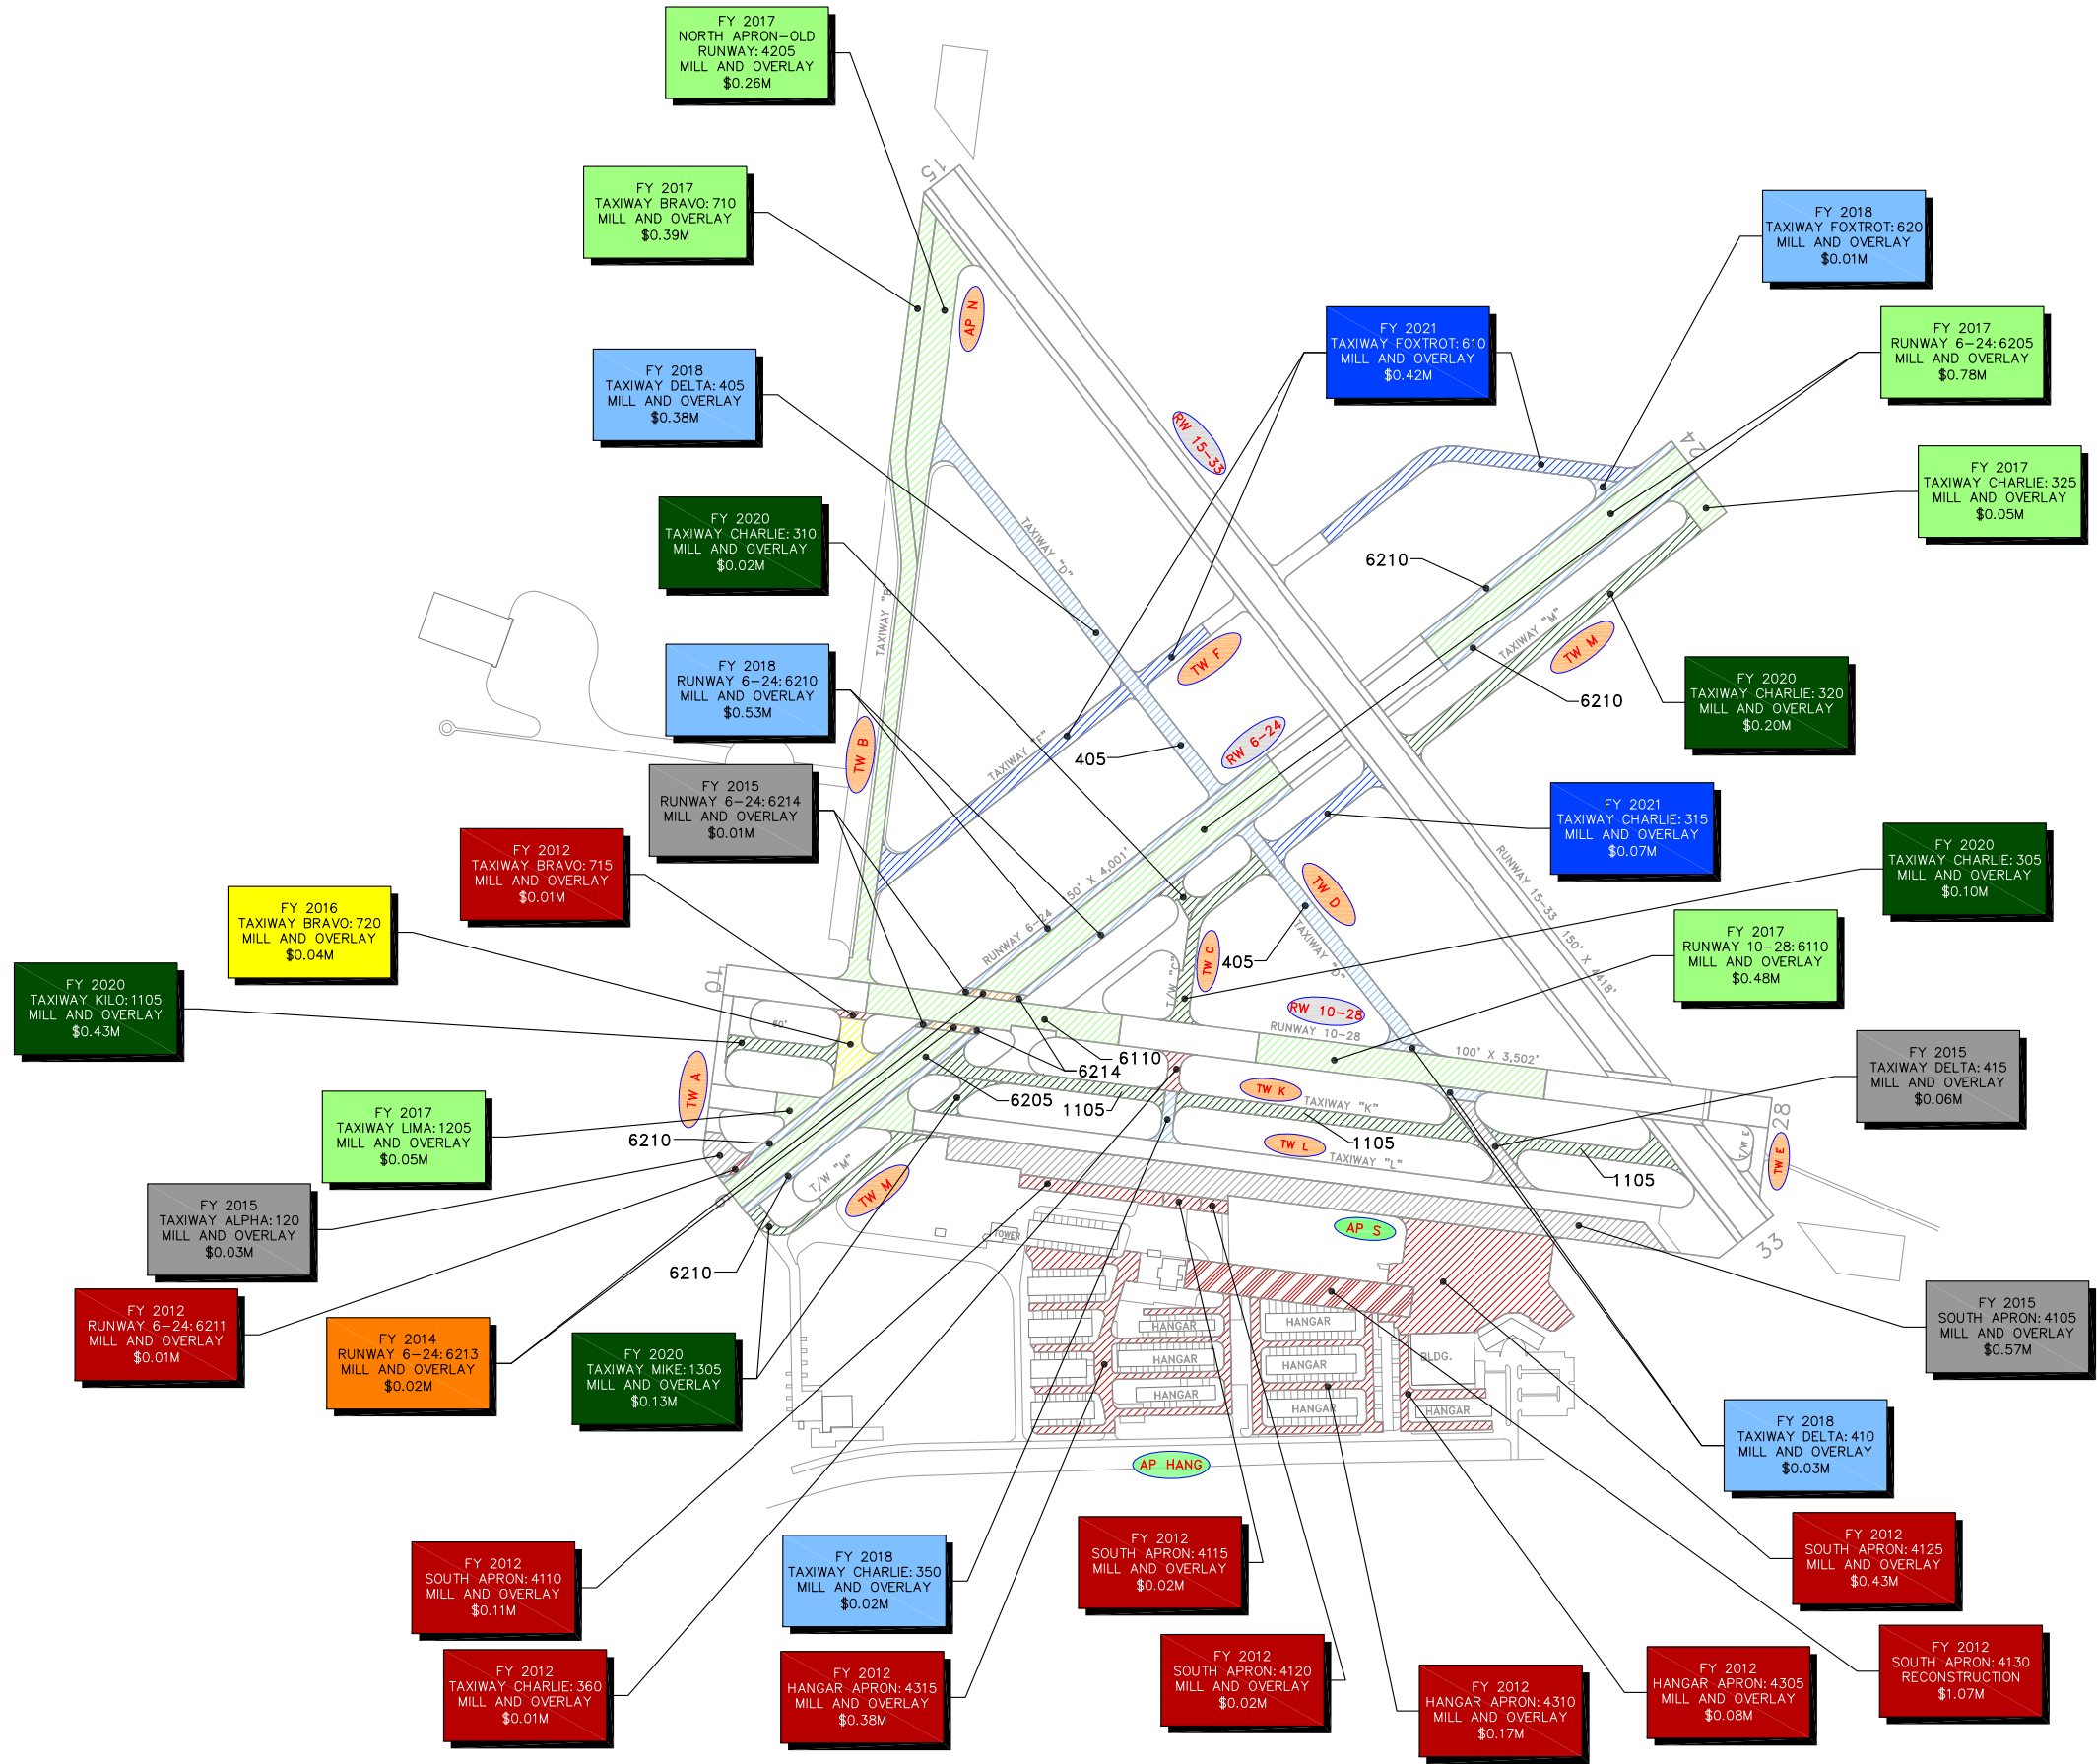 FY 2017
NORTH APRON-OLD
RUNWAY: 4205
MILL AND OVERLAY
$0.26M
15
FY 2017
TAXIWAY BRAVO: 710
MILL AND OVERLAY
$0.39M
FY 2018
TAXIWAY FOXTROT: 620
MILL AND OVERLAY
$0.01M
AP N
FY 2021
TAXIWAY FOXTROT: 610
MILL AND OVERLAY
$0.42M
FY 2017
RUNWAY 6-24: 6205
MILL AND OVERLAY
$0.78M
FY 2018
TAXIWAY DELTA: 405
MILL AND OVERLAY
$0.38M
RW 15-33
24
FY 2017
TAXIWAY CHARLIE: 325
MILL AND OVERLAY
$0.05M
FY 2020
TAXIWAY CHARLIE: 310
MILL AND OVERLAY
$0.02M
TAXIWAY "D"
6210
TAXIWAY "B"
TAXIWAY "M"
TW M
TW F
FY 2018
RUNWAY 6-24: 6210
MILL AND OVERLAY
$0.53M
FY 2020
TAXIWAY CHARLIE: 320
MILL AND OVERLAY
$0.20M
6210
TW B
TAXIWAY "F"
405
RW 6-24
FY 2015
RUNWAY 6-24: 6214
MILL AND OVERLAY
$0.01M
FY 2021
TAXIWAY CHARLIE: 315
MILL AND OVERLAY
$0.07M
FY 2012
TAXIWAY BRAVO: 715
MILL AND OVERLAY
$0.01M
FY 2020
TAXIWAY CHARLIE: 305
MILL AND OVERLAY
$0.10M
RUNWAY 6-24
50' X 4,001'
RUNWAY 15-33
150' X 4418'
TW D
FY 2016
TAXIWAY BRAVO: 720
MILL AND OVERLAY
$0.04M
FY 2017
RUNWAY 10-28: 6110
MILL AND OVERLAY
$0.48M
TW C
T/W "C"
405
TAXIWAY "D"
10
FY 2020
TAXIWAY KILO: 1105
MILL AND OVERLAY
$0.43M
RW 10-28
RUNWAY 10-28
100' X 3,502'
6110
6214
6205
1105
TW K
TAXIWAY "K"
1105
FY 2015
TAXIWAY DELTA: 415
MILL AND OVERLAY
$0.06M
TW A
28
FY 2017
TAXIWAY LIMA: 1205
MILL AND OVERLAY
$0.05M
6210
TW L
TAXIWAY "L"
1105
T/W E
TW E
T/W "M"
TW M
FY 2015
TAXIWAY ALPHA: 120
MILL AND OVERLAY
$0.03M
AP S
33
TOWER
6210
FY 2012
RUNWAY 6-24: 6211
MILL AND OVERLAY
$0.01M
FY 2014
RUNWAY 6-24: 6213
MILL AND OVERLAY
$0.02M
FY 2020
TAXIWAY MIKE: 1305
MILL AND OVERLAY
$0.13M
FY 2015
SOUTH APRON: 4105
MILL AND OVERLAY
$0.57M
HANGAR
HANGAR
HANGAR
HANGAR
BLDG.
HANGAR
HANGAR
HANGAR
AP HANG
FY 2018
TAXIWAY DELTA: 410
MILL AND OVERLAY
$0.03M
FY 2012
SOUTH APRON: 4110
MILL AND OVERLAY
$0.11M
FY 2018
TAXIWAY CHARLIE: 350
MILL AND OVERLAY
$0.02M
FY 2012
SOUTH APRON: 4115
MILL AND OVERLAY
$0.02M
FY 2012
SOUTH APRON: 4125
MILL AND OVERLAY
$0.43M
FY 2012
TAXIWAY CHARLIE: 360
MILL AND OVERLAY
$0.01M
FY 2012
HANGAR APRON: 4315
MILL AND OVERLAY
$0.38M
FY 2012
SOUTH APRON: 4120
MILL AND OVERLAY
$0.02M
FY 2012
HANGAR APRON: 4310
MILL AND OVERLAY
$0.17M
FY 2012
HANGAR APRON: 4305
MILL AND OVERLAY
$0.08M
FY 2012
SOUTH APRON: 4130
RECONSTRUCTION
$1.07M